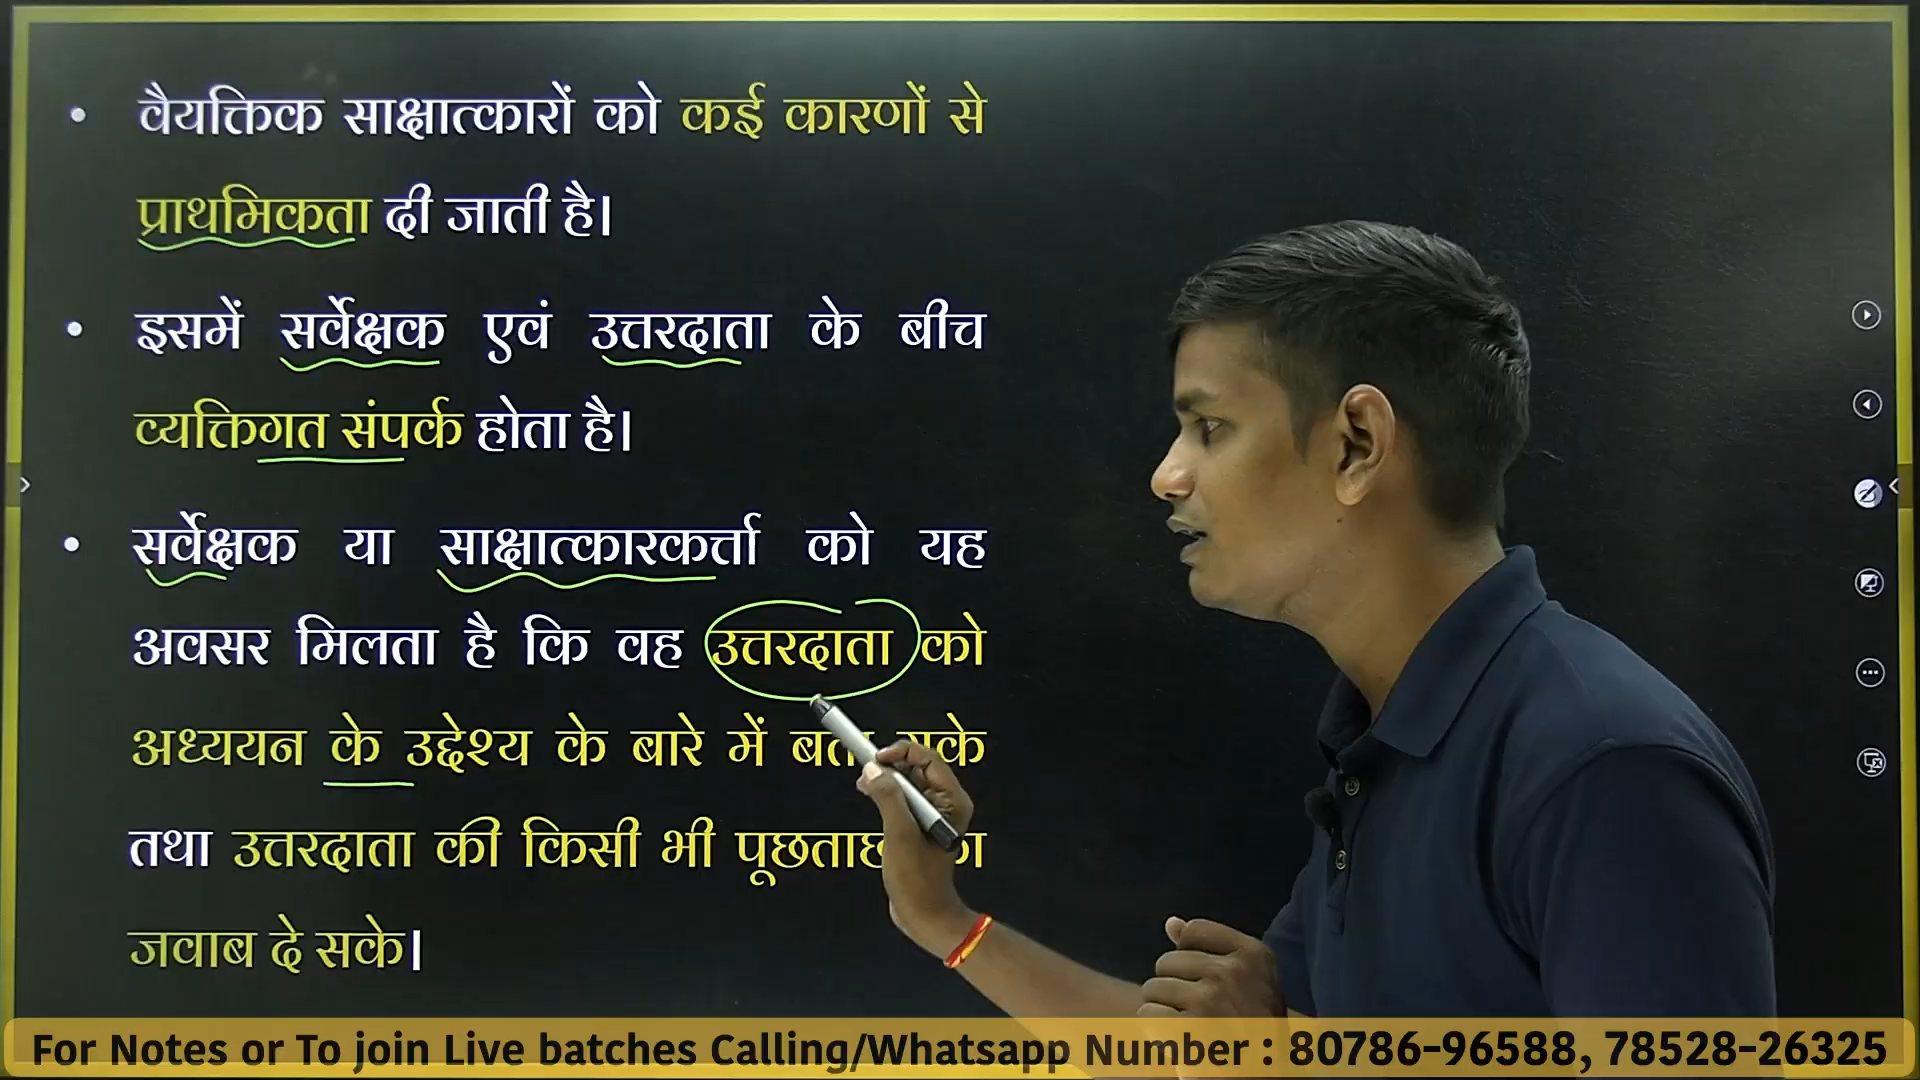 • वैयक्तिक साक्षात्कारों को कई कारणों से
प्राथमिकता दी जाती है।
• इसमें सर्वेक्षक एवं उत्तरदाता के बीच
व्यक्तिगत संपर्क होता है।
• सर्वेक्षक या साक्षात्कारकर्त्ता को यह
अवसर मिलता है कि वह उत्तरदाता को
अध्ययन के उद्देश्य के बारे में
तथा उत्तरदाता की किसी भी
जवाब दे सके।
For Notes or To join Live batches Calling/Whatsapp Number : 80786-96588, 78528-26325